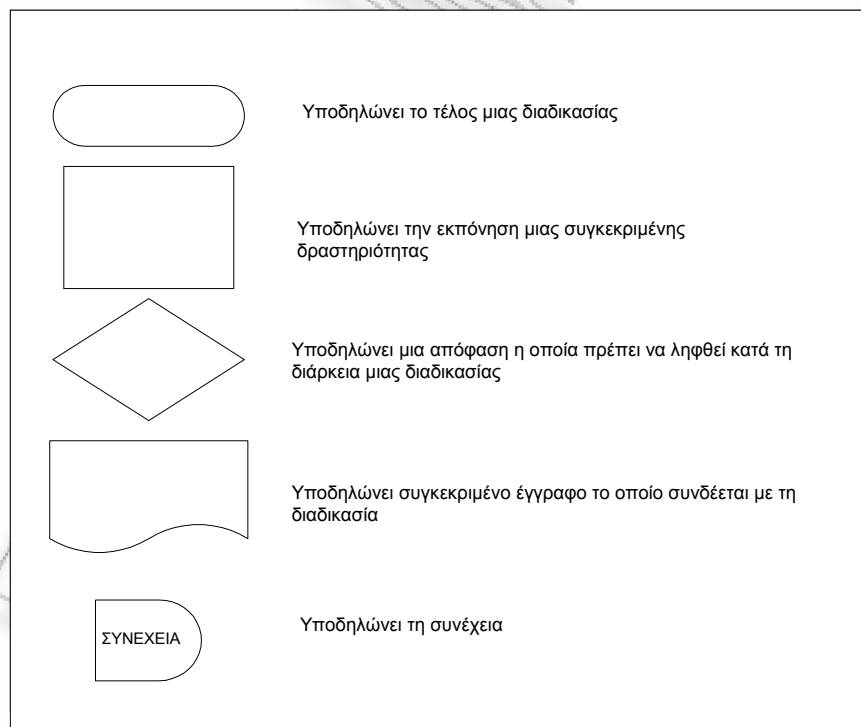 Υποδηλώνει το τέλος μιας διαδικασίας
Υποδηλώνει την εκπόνηση μιας συγκεκριμένης
δραστηριότητας
Υποδηλώνει μια απόφαση η οποία πρέπει να ληφθεί κατά τη
διάρκεια μιας διαδικασίας
Υποδηλώνει συγκεκριμένο έγγραφο το οποίο συνδέεται με τη
διαδικασία
ΣΥΝΕΧΕΙΑ
Υποδηλώνει τη συνέχεια